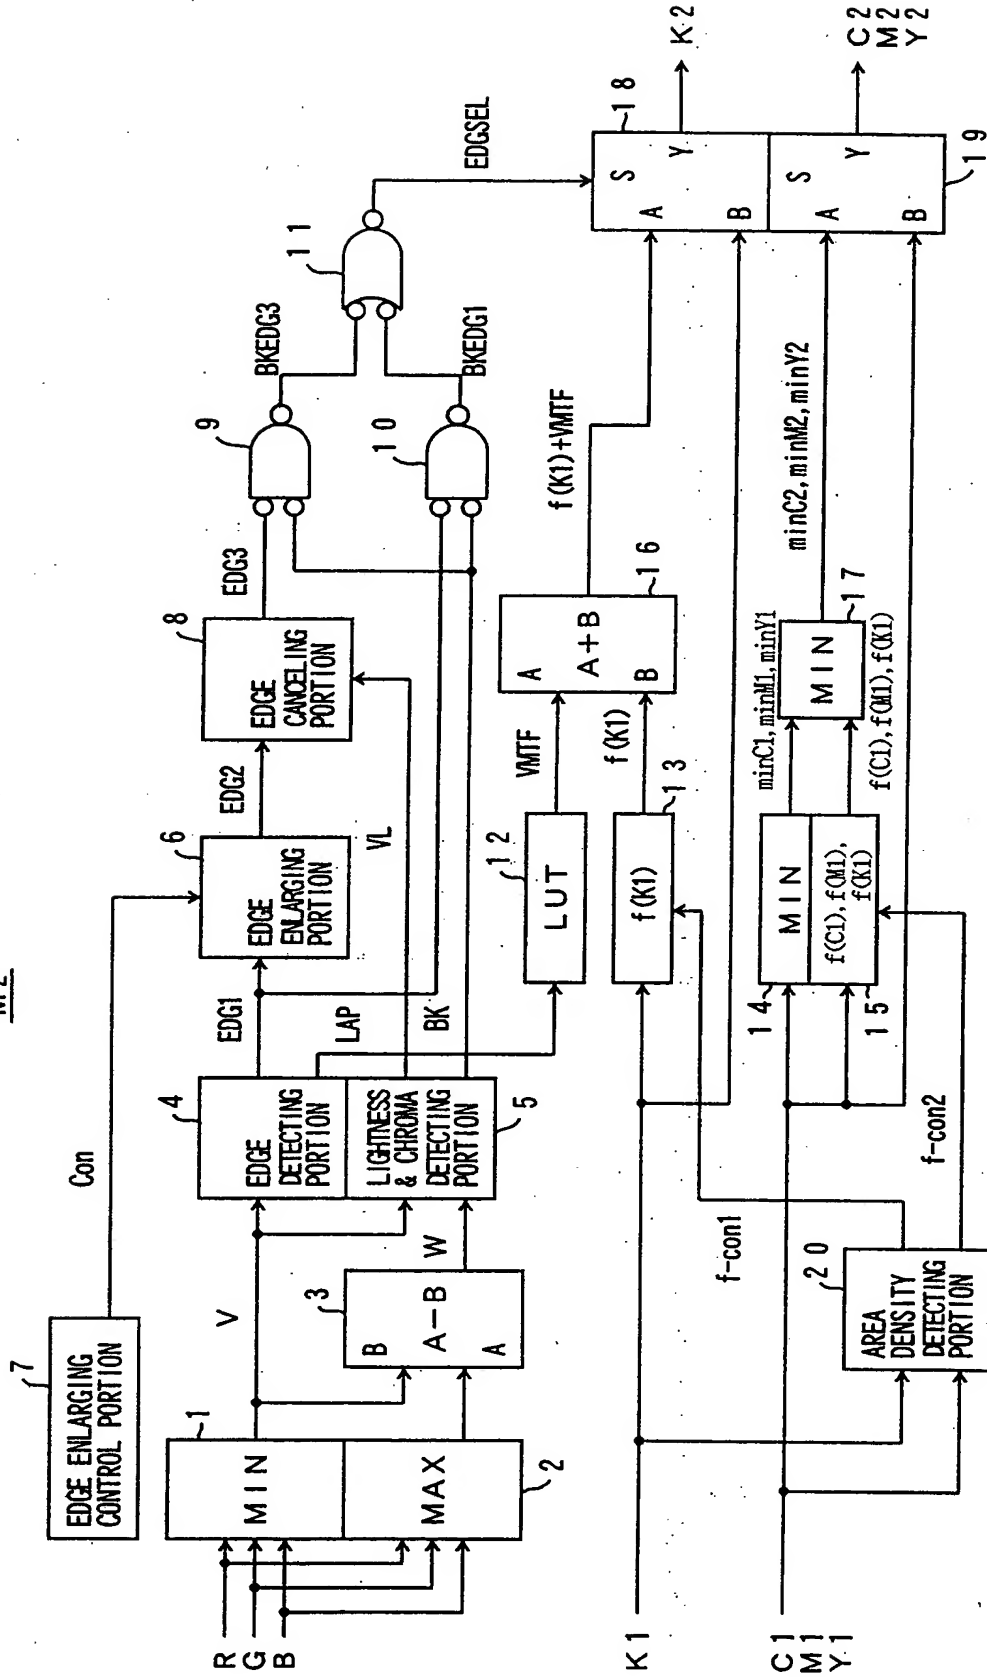 M2
7
EDGE ENLARGING
CONTROL PORTION
Con
R
G
B
1
MIN
MAX
2
V
3
B
A-B
A
W
4
EDGE
DETECTING
PORTION
LIGHTNESS
& CHROMA
DETECTING
PORTION
5
EDG1
LAP
BK
VL
6
EDGE
ENLARGING
PORTION
EDG2
8
EDGE
CANCELING
PORTION
EDG3
9
10
BKEDG3
BKEDG1
11
EDGSEL
12
LUT
VMTF
f(K1)
13
f(K1)
A
A+B
B
16
f(K1)+VMTF
K1
C1
M1
Y1
20
AREA
DENSITY
DETECTING
PORTION
f-con1
f-con2
14
MIN
f(C1),f(M1),
f(K1)
15
minC1,minM1,minY1
f(C1),f(M1),f(K1)
MIN
17
minC2,minM2,minY2
18
S
A
Y
B
S
A
Y
B
19
K2
C2
M2
Y2